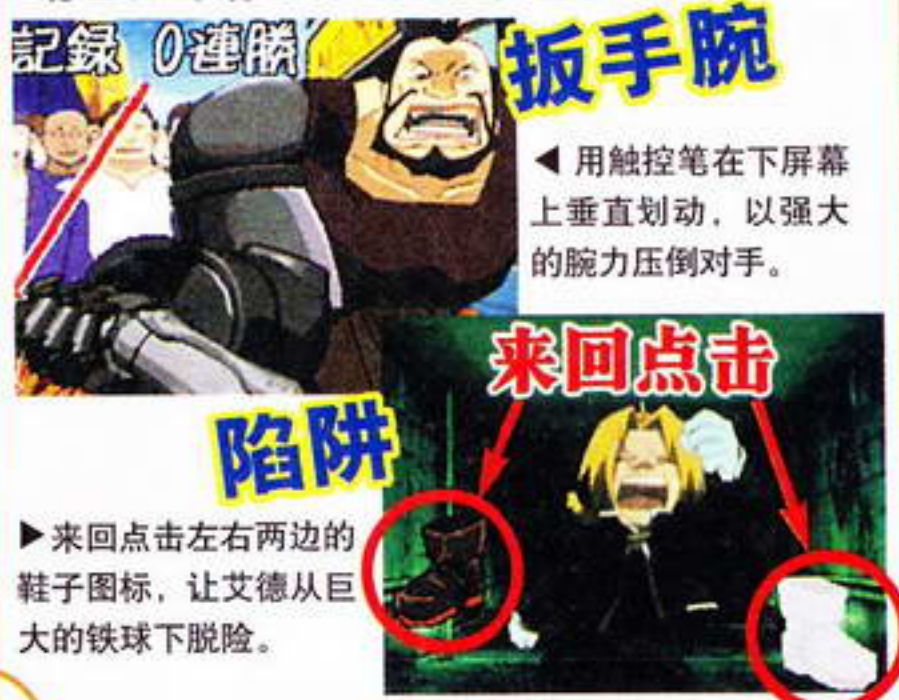 記録 0連勝
扳手腕
◀ 用触控笔在下屏幕
上垂直划动，以强大
的腕力压倒对手。
来回点击
陷阱
▶来回点击左右两边的
鞋子图标，让艾德从巨
大的铁球下脱险。